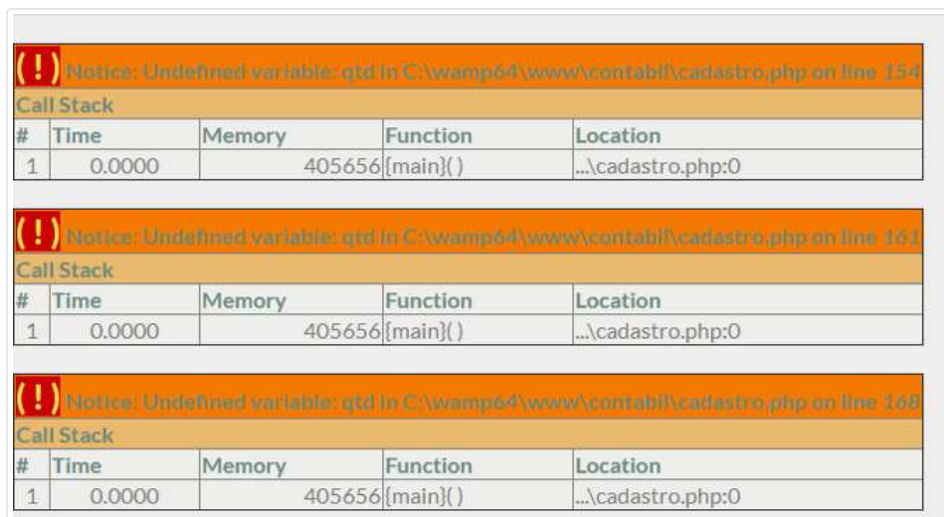 (!) Notice: Undefined variable: qtd in C:\wamp64\www\contabil\cadastro.php on line 154
Call Stack
# Time Memory Function Location
1 0.0000 405656 {main}( ) ...\cadastro.php:0
(!) Notice: Undefined variable: qtd in C:\wamp64\www\contabil\cadastro.php on line 161
Call Stack
# Time Memory Function Location
1 0.0000 405656 {main}( ) ...\cadastro.php:0
(!) Notice: Undefined variable: qtd in C:\wamp64\www\contabil\cadastro.php on line 168
Call Stack
# Time Memory Function Location
1 0.0000 405656 {main}( ) ...\cadastro.php:0